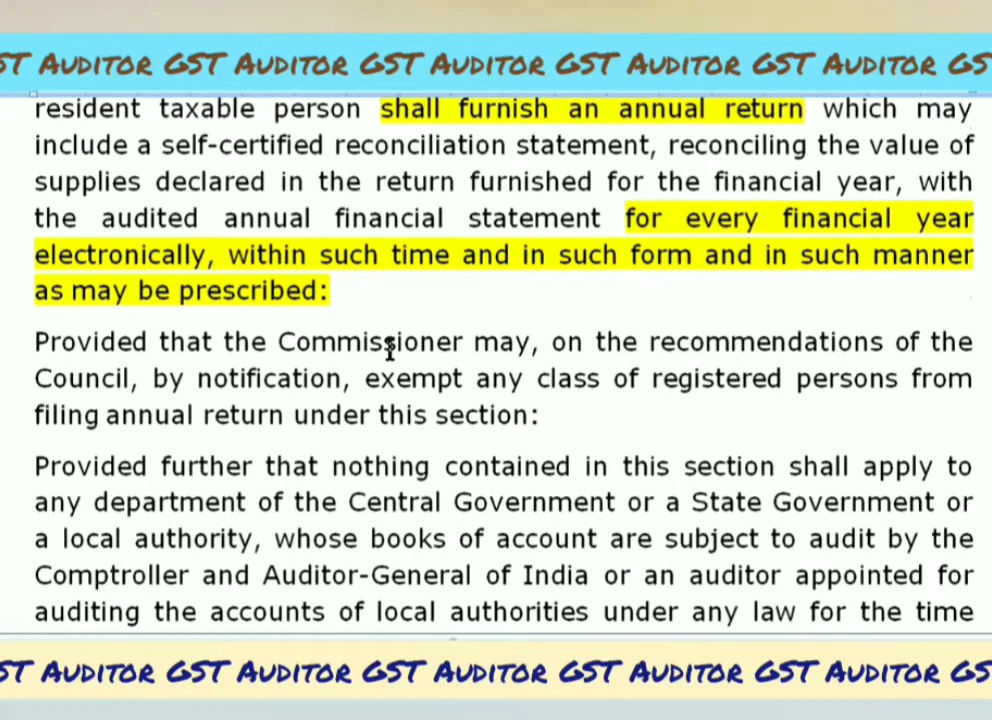 ST AUDITOR GST AUDITOR GST AUDITOR GST AUDITOR GST AUDITOR GS
resident taxable person shall furnish an annual return which may
include a self-certified reconciliation statement, reconciling the value of
supplies declared in the return furnished for the financial year, with
the audited annual financial statement for every financial year
electronically, within such time and in such form and in such manner
as may be prescribed:
Provided that the Commissioner may, on the recommendations of the
Council, by notification, exempt any class of registered persons from
filing annual return under this section:
Provided further that nothing contained in this section shall apply to
any department of the Central Government or a State Government or
a local authority, whose books of account are subject to audit by the
Comptroller and Auditor-General of India or an auditor appointed for
auditing the accounts of local authorities under any law for the time
ST AUDITOR GST AUDITOR GST AUDITOR GST AUDITOR GST AUDITOR GS